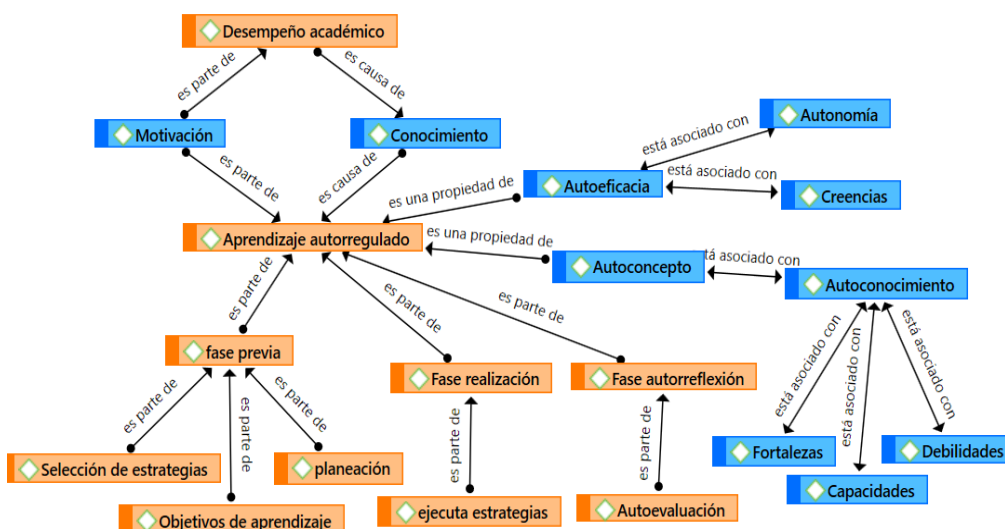 Desempeño académico
es parte de
es causa de
Motivación
Conocimiento
Autonomía
está asociado con
es parte de
es causa de
es una propiedad de
Autoeficacia
está asociado con
Creencias
Aprendizaje autorregulado
es una propiedad de
Autoconcepto
está asociado con
Autoconocimiento
es parte de
es parte de
es parte de
fase previa
Fase realización
Fase autorreflexión
está asociado con
está asociado con
está asociado con
es parte de
es parte de
es parte de
es parte de
es parte de
Fortalezas
Debilidades
Selección de estrategias
planeación
Capacidades
Objetivos de aprendizaje
ejecuta estrategias
Autoevaluación